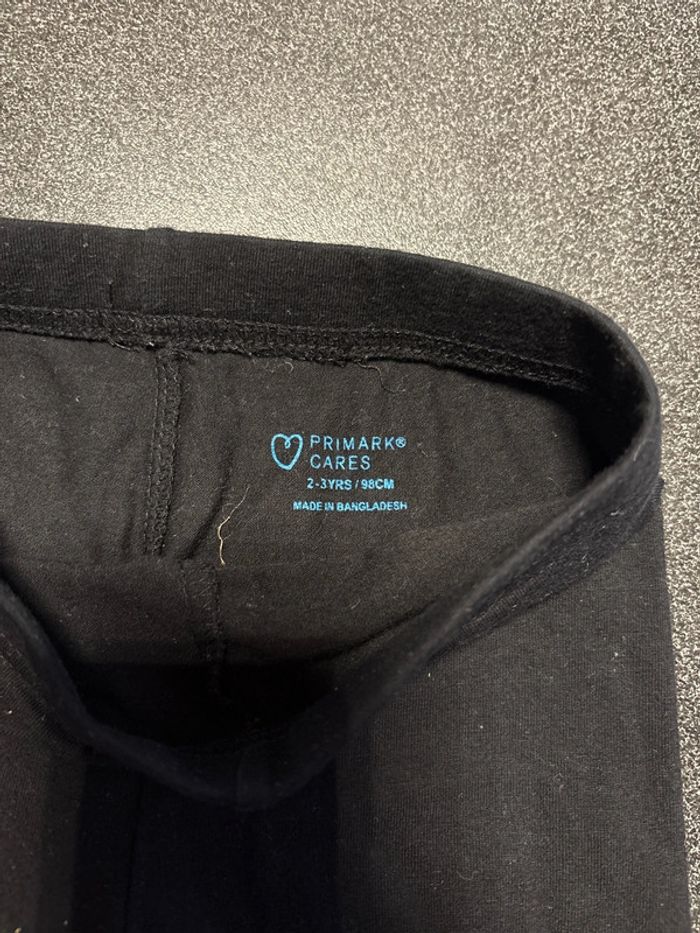 PRIMARK®
CARES
2-3YRS / 98CM
MADE IN BANGLADESH